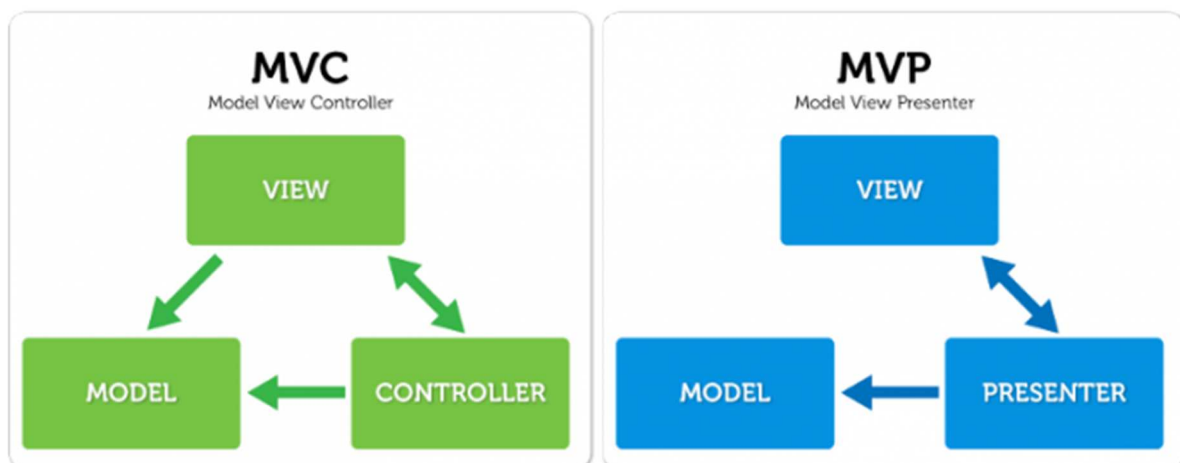 MVC
Model View Controller
VIEW
MODEL
CONTROLLER
MVP
Model View Presenter
VIEW
MODEL
PRESENTER